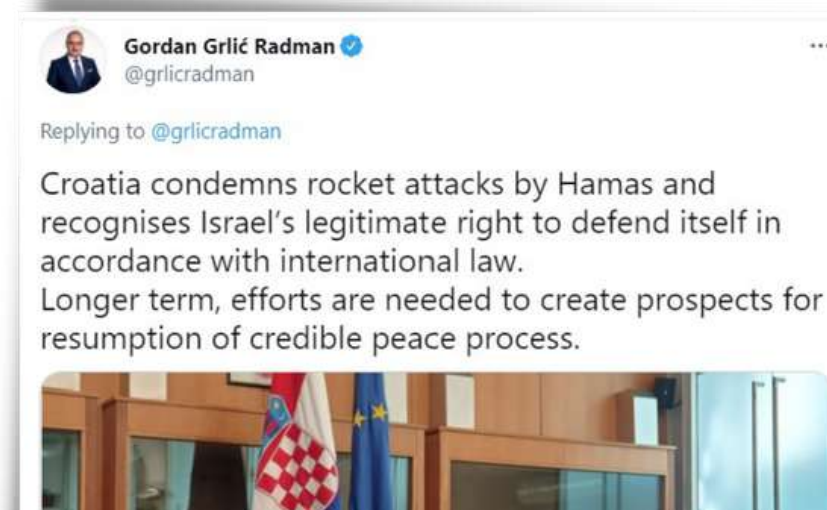 Gordan Grlić Radman
@grlicradman
Replying to @grlicradman
Croatia condemns rocket attacks by Hamas and
recognises Israel's legitimate right to defend itself in
accordance with international law.
Longer term, efforts are needed to create prospects for
resumption of credible peace process.